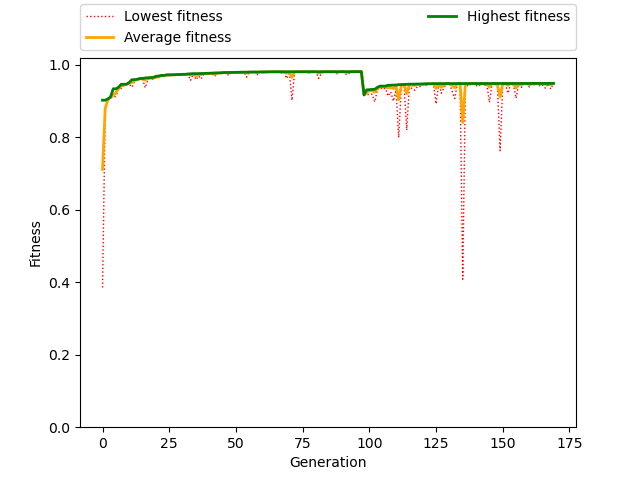 Lowest fitness
Average fitness
Highest fitness
1.0
0.8
0.6
0.4
0.2
0.0
Fitness
0 25 50 75 100 125 150 175
Generation